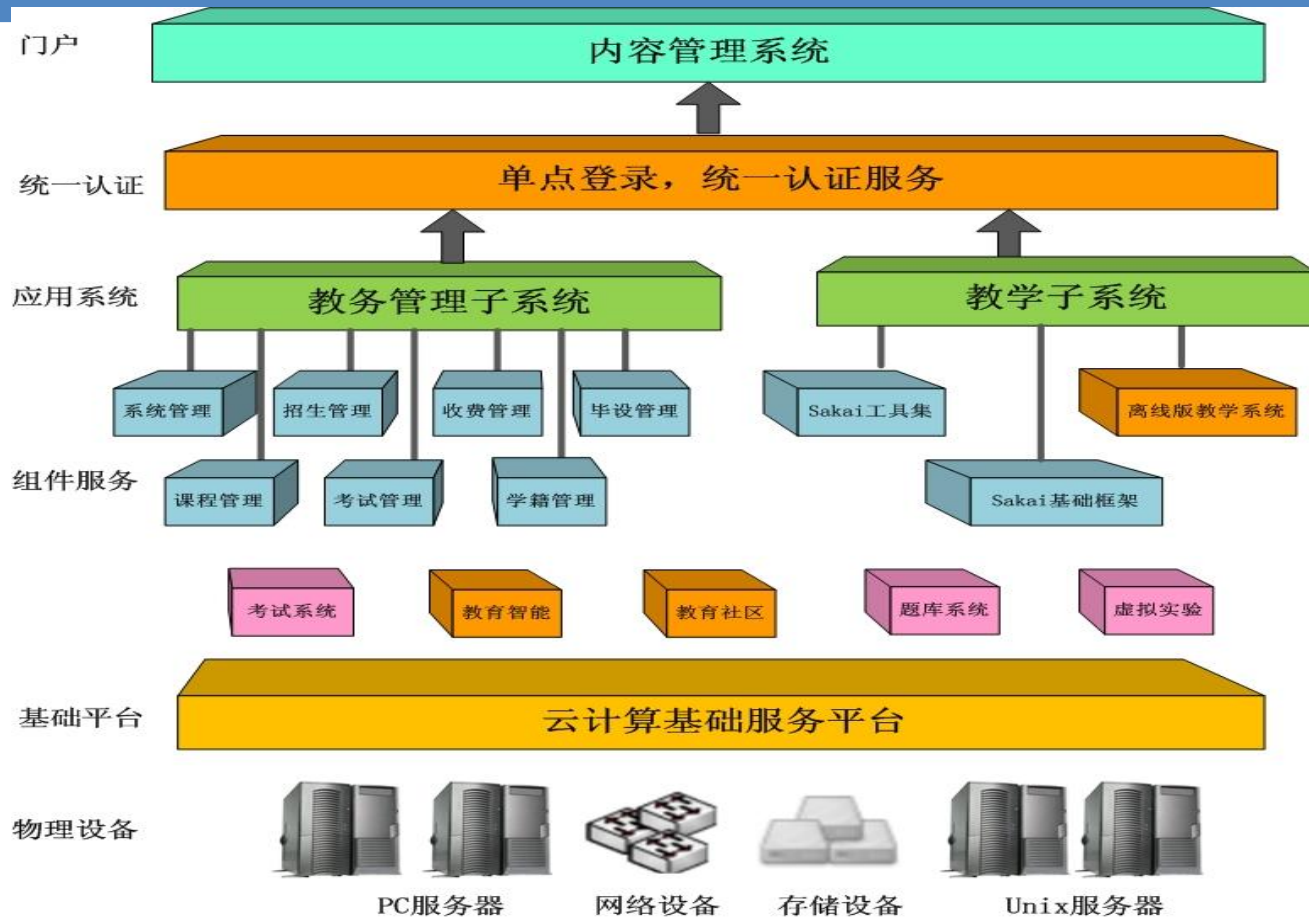 门户
内容管理系统
统一认证
单点登录，统一认证服务
应用系统
教务管理子系统
教学子系统
系统管理
招生管理
收费管理
毕设管理
Sakai工具集
离线版教学系统
组件服务
课程管理
考试管理
学籍管理
Sakai基础框架
考试系统
教育智能
教育社区
题库系统
虚拟实验
基础平台
云计算基础服务平台
物理设备
PC服务器
网络设备
存储设备
Unix服务器